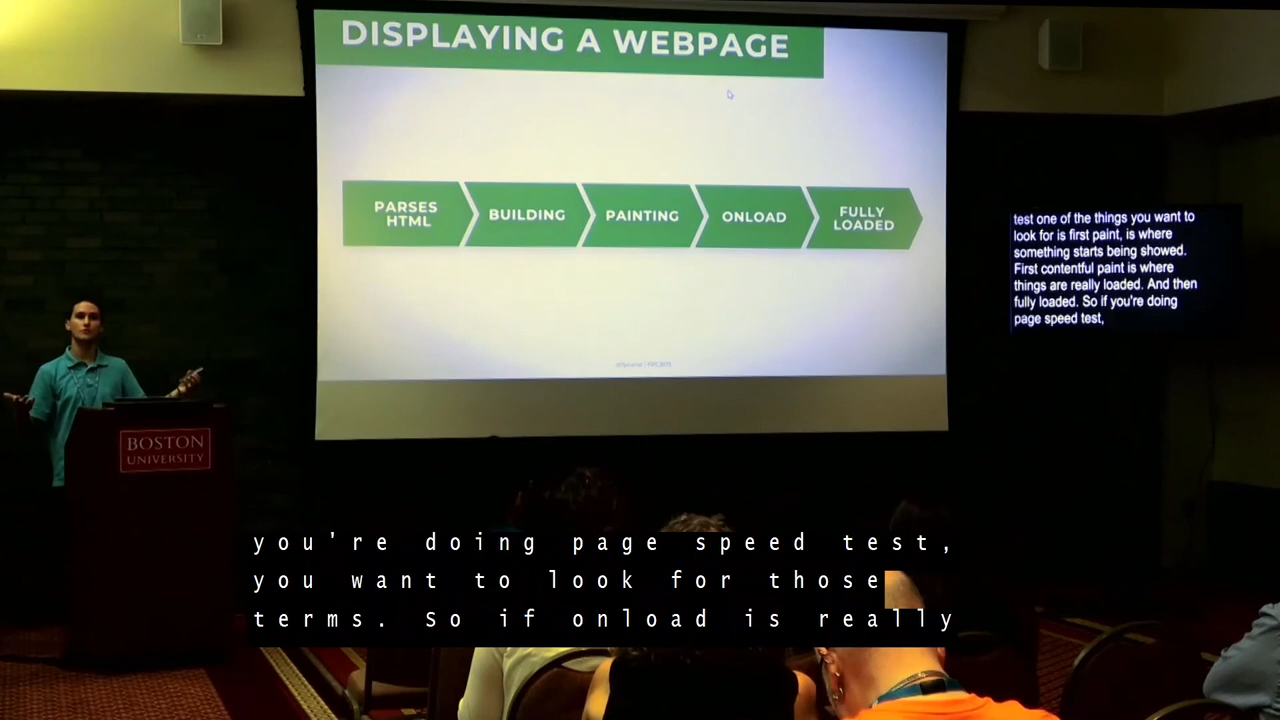 DISPLAYING A WEBPAGE
PARSES
HTML
BUILDING
PAINTING
ONLOAD
FULLY
LOADED
test one of the things you want to
look for is first paint, is where
something starts being showed.
First contentful paint is where
things are really loaded. And then
fully loaded. So if you're doing
page speed test,
BOSTON
UNIVERSITY
you're doing page speed test,
you want to look for those
terms. So if onload is really